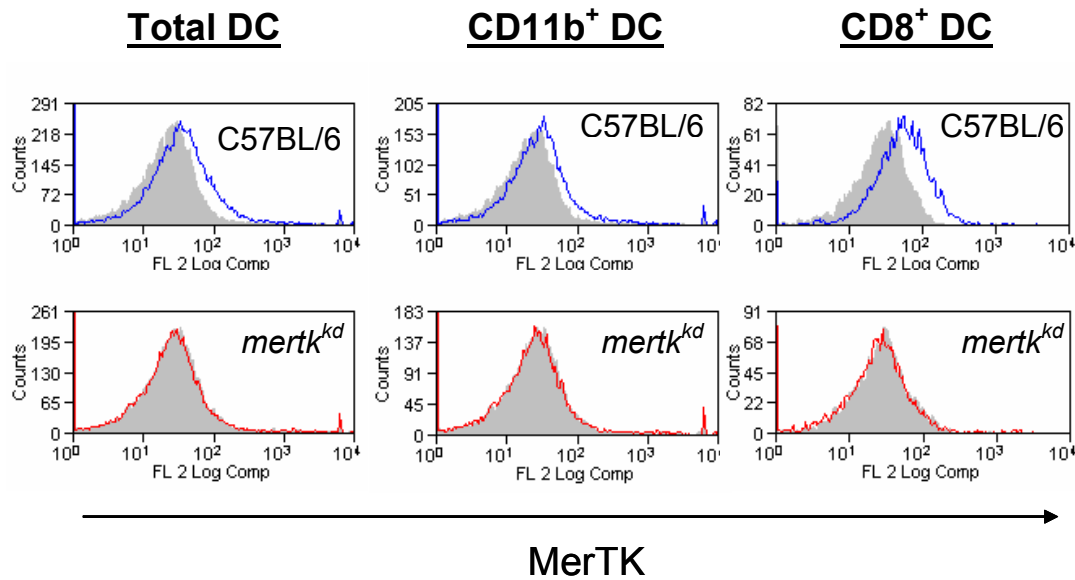 Total DC CD11b⁺ DC CD8⁺ DC
291 218 145 72 0
Counts
C57BL/6
10⁰ 10¹ 10² 10³ 10⁴
FL 2 Log Comp
205 153 102 51 0
Counts
C57BL/6
10⁰ 10¹ 10² 10³ 10⁴
FL 2 Log Comp
82 61 41 20 0
Counts
C57BL/6
10⁰ 10¹ 10² 10³ 10⁴
FL 2 Log Comp
261 195 130 65 0
Counts
mertkᵏᵈ
10⁰ 10¹ 10² 10³ 10⁴
FL 2 Log Comp
183 137 91 45 0
Counts
mertkᵏᵈ
10⁰ 10¹ 10² 10³ 10⁴
FL 2 Log Comp
91 68 44 22 0
Counts
mertkᵏᵈ
10⁰ 10¹ 10² 10³ 10⁴
FL 2 Log Comp
MerTK